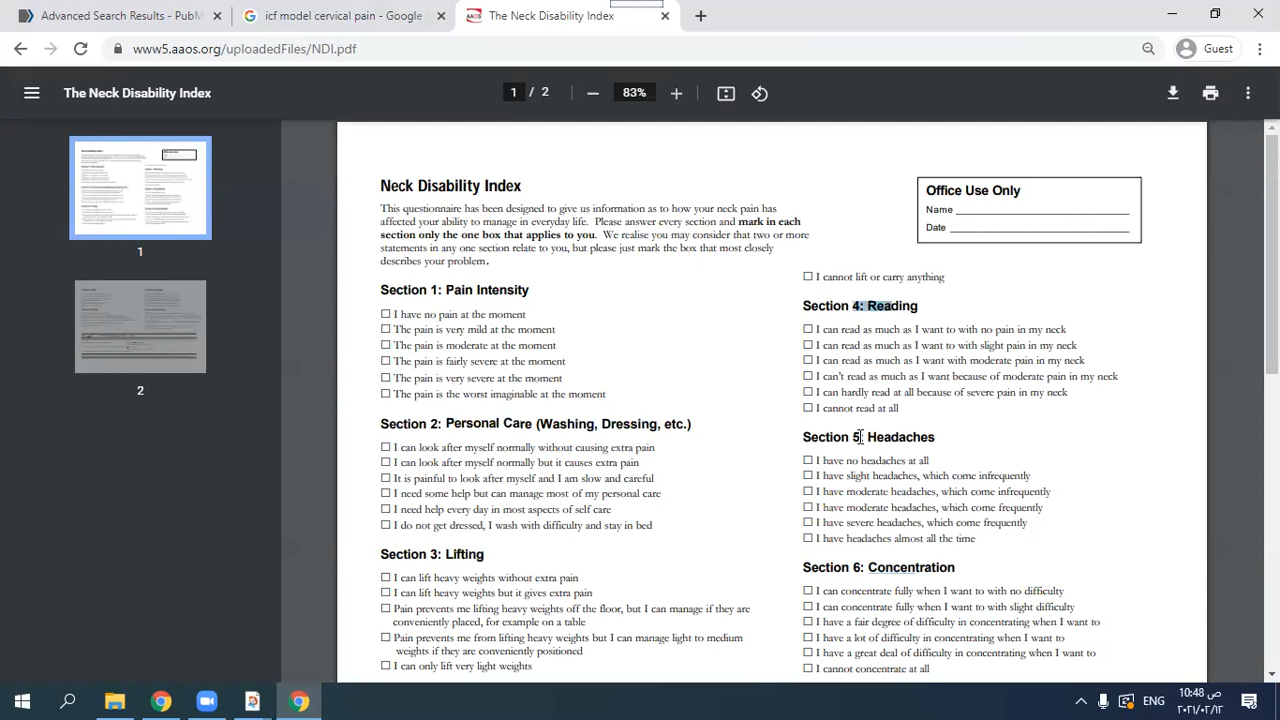 Advanced Search Results - PubM
icf model cervical pain - Google
The Neck Disability Index
www5.aaos.org/uploadedFiles/NDI.pdf
Guest
The Neck Disability Index
1 / 2
83%
1
2
Neck Disability Index
This questionnaire has been designed to give us information as to how your neck pain has
affected your ability to manage in everyday life. Please answer every section and mark in each
section only the one box that applies to you. We realise you may consider that two or more
statements in any one section relate to you, but please just mark the box that most closely
describes your problem.
Section 1: Pain Intensity
I have no pain at the moment
The pain is very mild at the moment
The pain is moderate at the moment
The pain is fairly severe at the moment
The pain is very severe at the moment
The pain is the worst imaginable at the moment
Section 2: Personal Care (Washing, Dressing, etc.)
I can look after myself normally without causing extra pain
I can look after myself normally but it causes extra pain
It is painful to look after myself and I am slow and careful
I need some help but can manage most of my personal care
I need help every day in most aspects of self care
I do not get dressed, I wash with difficulty and stay in bed
Section 3: Lifting
I can lift heavy weights without extra pain
I can lift heavy weights but it gives extra pain
Pain prevents me lifting heavy weights off the floor, but I can manage if they are
conveniently placed, for example on a table
Pain prevents me from lifting heavy weights but I can manage light to medium
weights if they are conveniently positioned
I can only lift very light weights
Office Use Only
Name
Date
I cannot lift or carry anything
Section 4: Reading
I can read as much as I want to with no pain in my neck
I can read as much as I want to with slight pain in my neck
I can read as much as I want with moderate pain in my neck
I can't read as much as I want because of moderate pain in my neck
I can hardly read at all because of severe pain in my neck
I cannot read at all
Section 5: Headaches
I have no headaches at all
I have slight headaches, which come infrequently
I have moderate headaches, which come infrequently
I have moderate headaches, which come frequently
I have severe headaches, which come frequently
I have headaches almost all the time
Section 6: Concentration
I can concentrate fully when I want to with no difficulty
I can concentrate fully when I want to with slight difficulty
I have a fair degree of difficulty in concentrating when I want to
I have a lot of difficulty in concentrating when I want to
I have a great deal of difficulty in concentrating when I want to
I cannot concentrate at all
ENG
10:48 ص
٢٠٢١/٠٢/١٢